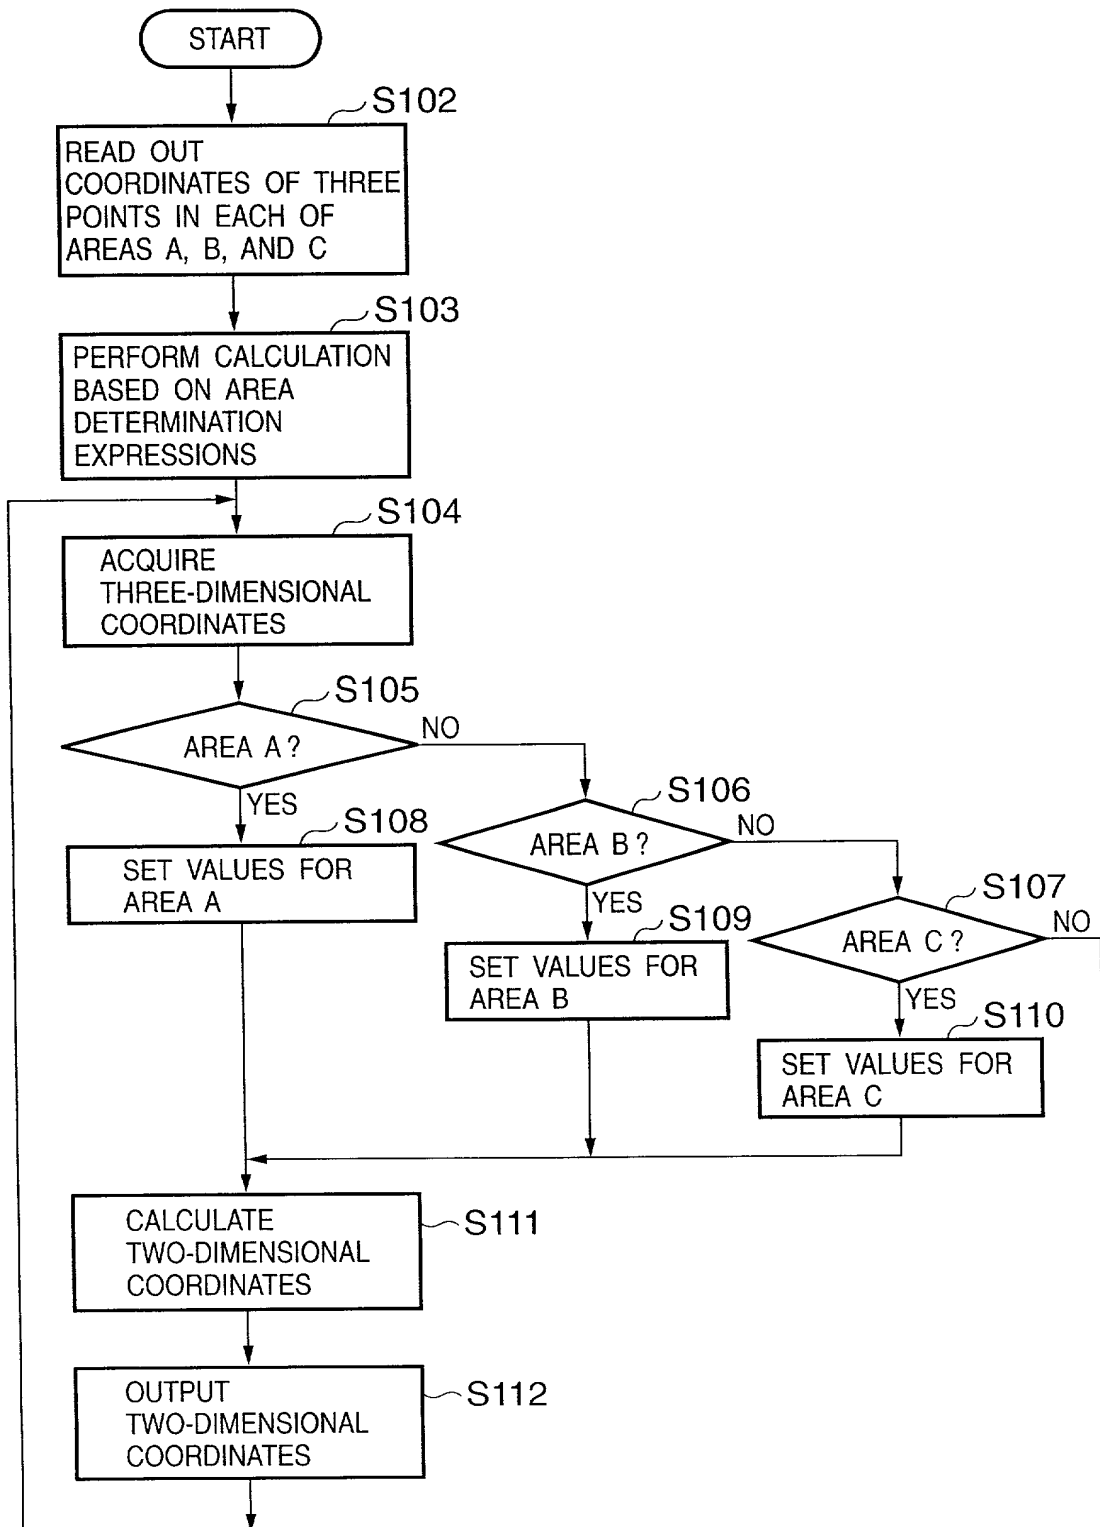 START
S102
READ OUT
COORDINATES OF THREE
POINTS IN EACH OF
AREAS A, B, AND C
S103
PERFORM CALCULATION
BASED ON AREA
DETERMINATION
EXPRESSIONS
S104
ACQUIRE
THREE-DIMENSIONAL
COORDINATES
S105
AREA A?
NO
YES
S106
AREA B?
NO
YES
S107
AREA C?
NO
YES
S108
SET VALUES FOR
AREA A
S109
SET VALUES FOR
AREA B
S110
SET VALUES FOR
AREA C
CALCULATE
TWO-DIMENSIONAL
COORDINATES
S111
OUTPUT
TWO-DIMENSIONAL
COORDINATES
S112